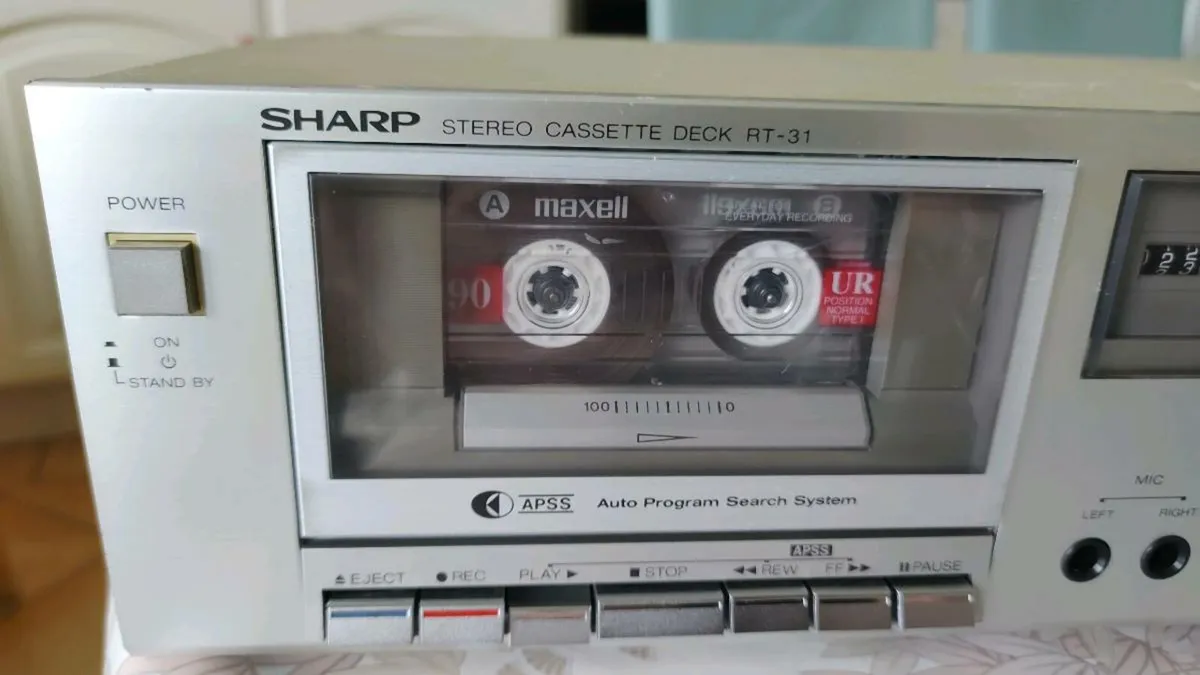 SHARP STEREO CASSETTE DECK RT-31
POWER
ON
STAND BY
A maxell
EVERYDAY RECORDING
90
UR
POSITION
NORMAL
TYPE I
100 0
APSS Auto Program Search System
APSS
EJECT REC PLAY STOP REW FF PAUSE
MIC
LEFT RIGHT